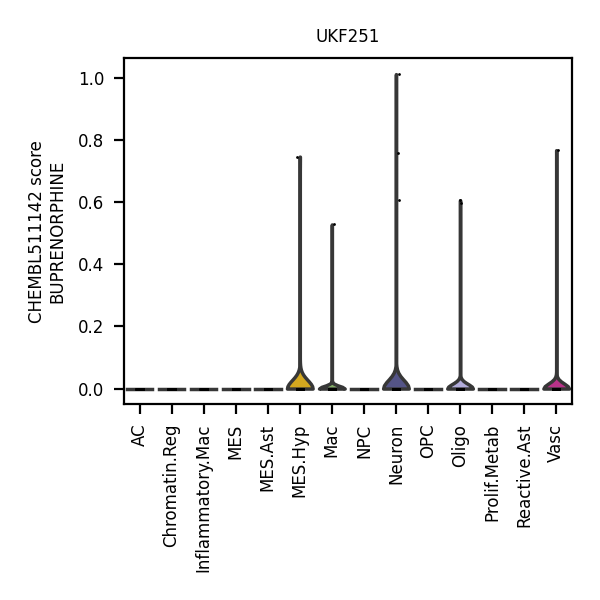 UKF251
CHEMBL511142 score
BUPRENORPHINE
1.0
0.8
0.6
0.4
0.2
0.0
AC
Chromatin.Reg
Inflammatory.Mac
MES
MES.Ast
MES.Hyp
Mac
NPC
Neuron
OPC
Oligo
Prolif.Metab
Reactive.Ast
Vasc